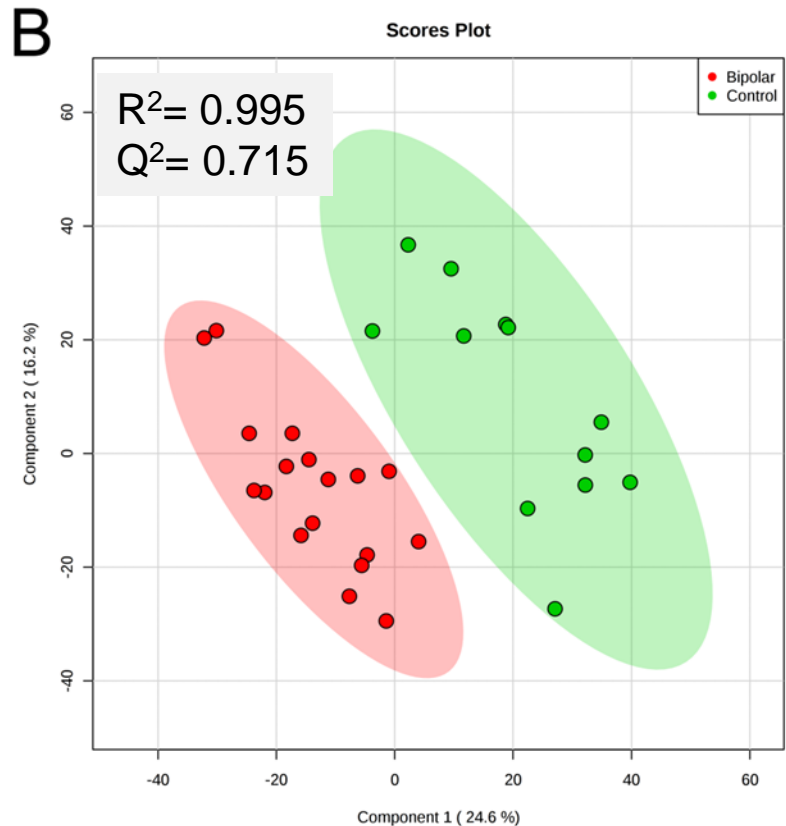 B
Scores Plot
R²= 0.995
Q²= 0.715
Bipolar
Control
Component 2 ( 16.2 %)
60
40
20
0
-20
-40
-40 -20 0 20 40 60
Component 1 ( 24.6 %)